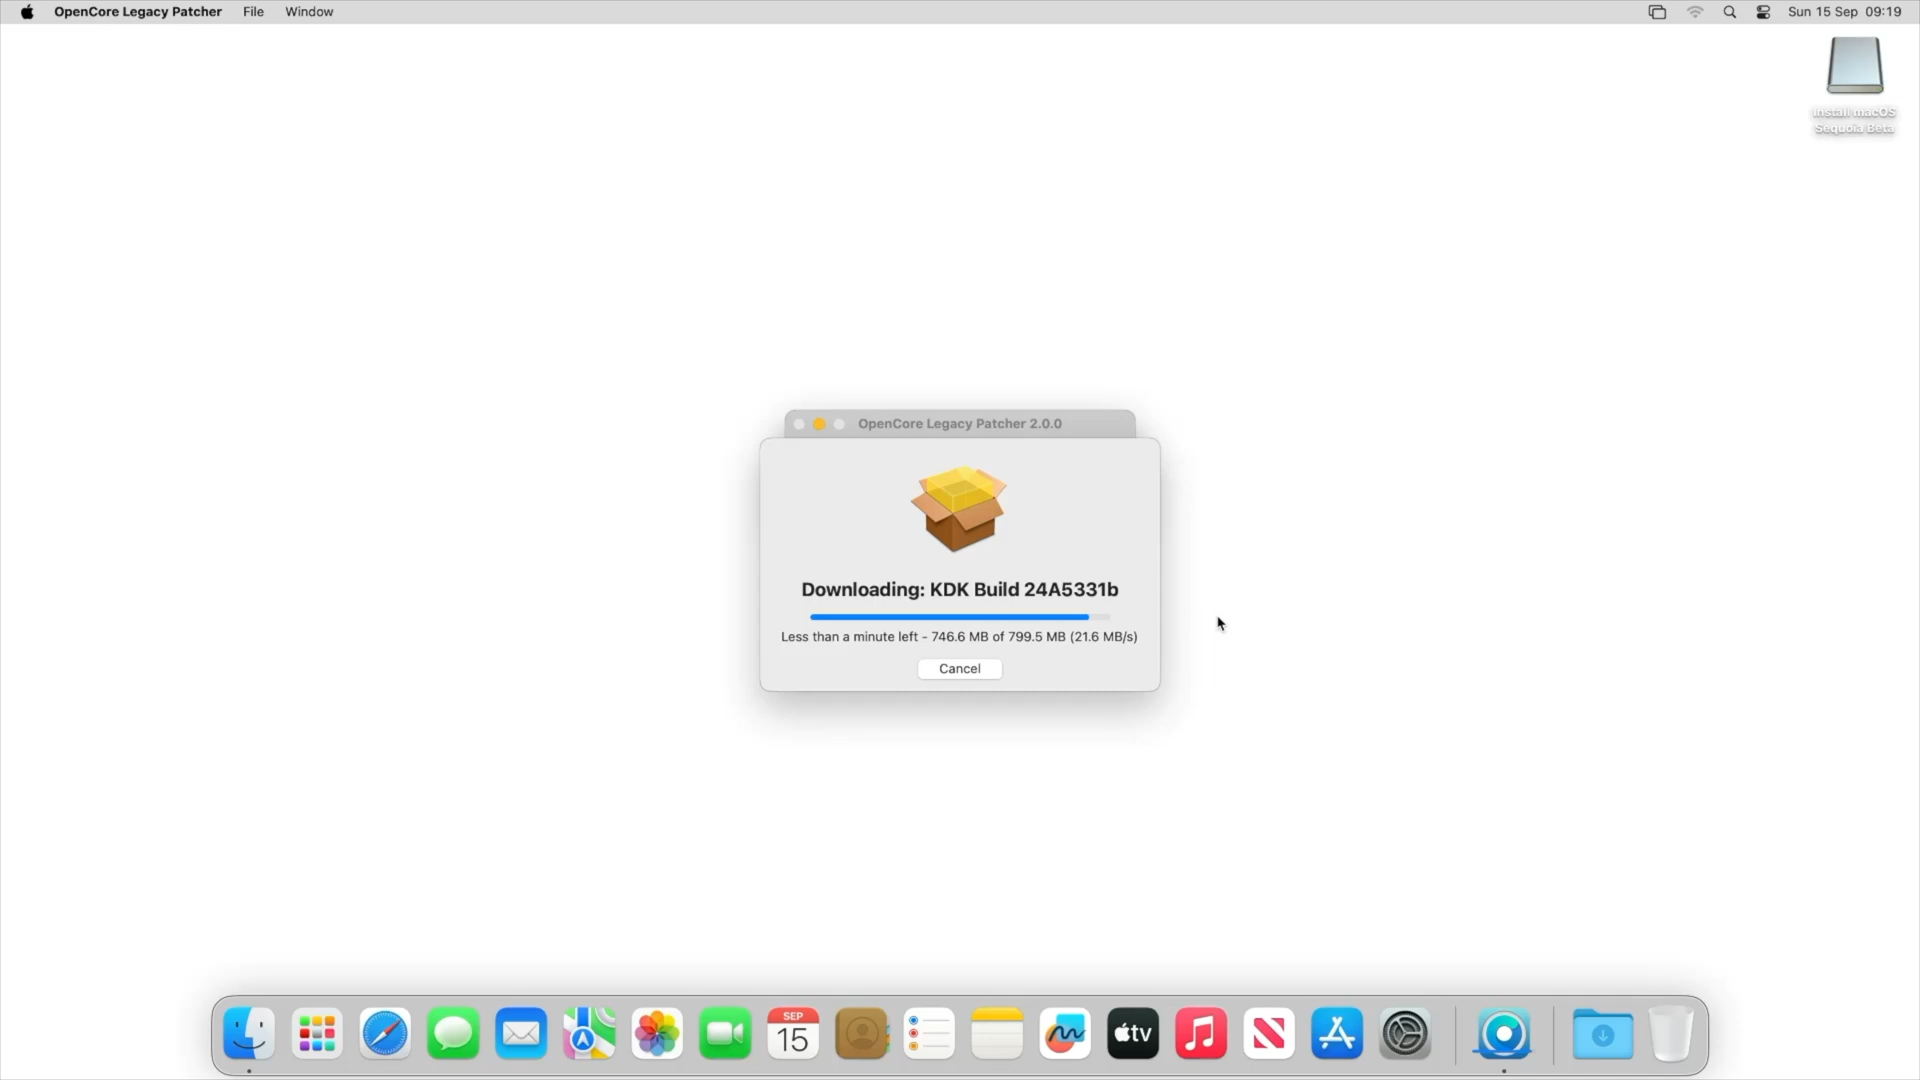 OpenCore Legacy Patcher File Window Sun 15 Sep 09:19
Install macOS
Sequoia Beta
OpenCore Legacy Patcher 2.0.0
Downloading: KDK Build 24A5331b
Less than a minute left - 746.6 MB of 799.5 MB (21.6 MB/s)
Cancel
SEP
15
tv